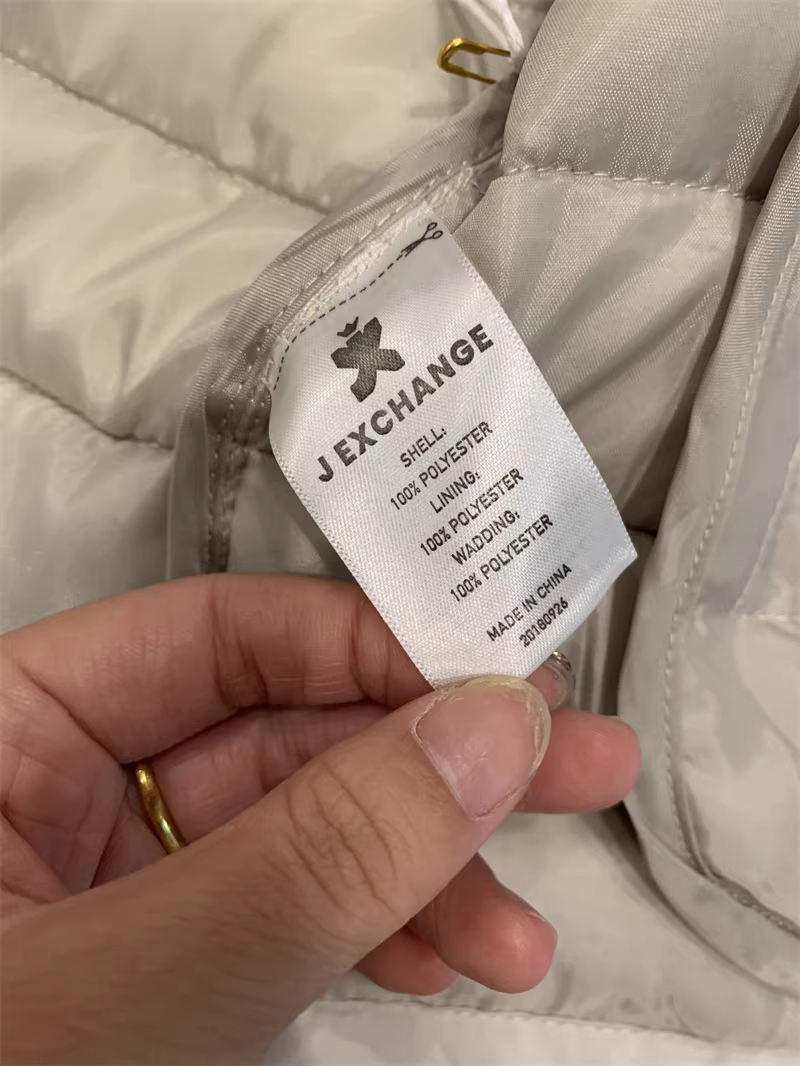 J EXCHANGE
SHELL:
100% POLYESTER
LINING:
100% POLYESTER
WADDING:
100% POLYESTER
MADE IN CHINA
20180926